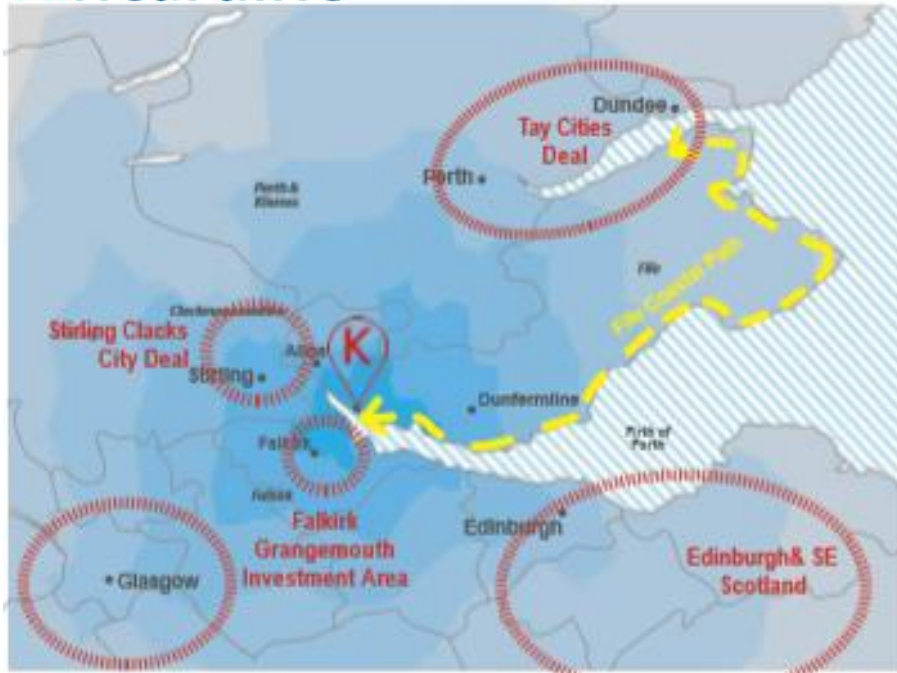 Dundee
Tay Cities
Deal
Perth
Perth &
Kinross
Fife
Fife Coastal Path
Clackmannanshire
Stirling Clacks
City Deal
Alloa
K
Stirling
Dunfermline
Falkirk
Firth of
Forth
Falkirk
Edinburgh
Falkirk
Grangemouth
Investment Area
Edinburgh& SE
Scotland
Glasgow